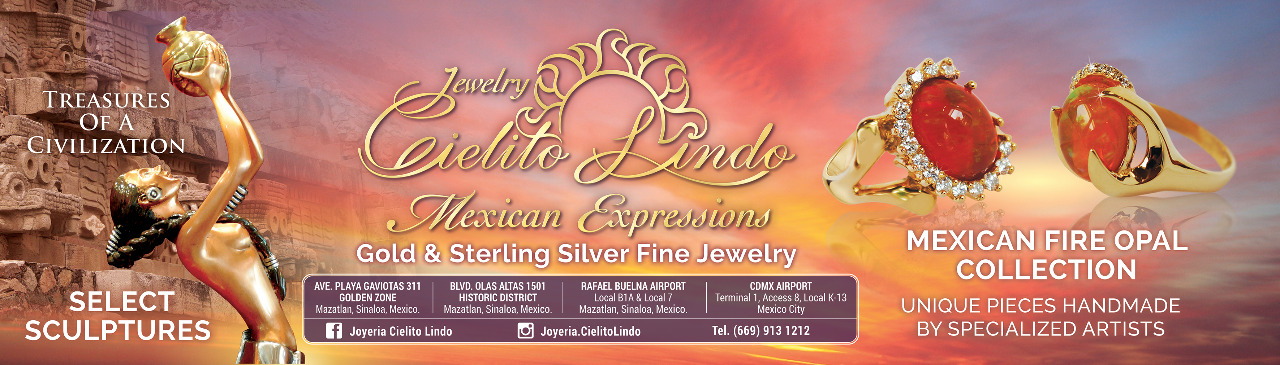 TREASURES
OF A
CIVILIZATION
SELECT
SCULPTURES
Jewelry
Cielito Lindo
Mexican Expressions
Gold & Sterling Silver Fine Jewelry
AVE. PLAYA GAVIOTAS 311
GOLDEN ZONE
Mazatlan, Sinaloa, Mexico.
BLVD. OLAS ALTAS 1501
HISTORIC DISTRICT
Mazatlan, Sinaloa, Mexico.
RAFAEL BUELNA AIRPORT
Local B1A & Local 7
Mazatlan, Sinaloa, Mexico.
CDMX AIRPORT
Terminal 1, Access 8, Local K-13
Mexico City
Joyeria Cielito Lindo
Joyeria.CielitoLindo
Tel. (669) 913 1212
MEXICAN FIRE OPAL
COLLECTION
UNIQUE PIECES HANDMADE
BY SPECIALIZED ARTISTS